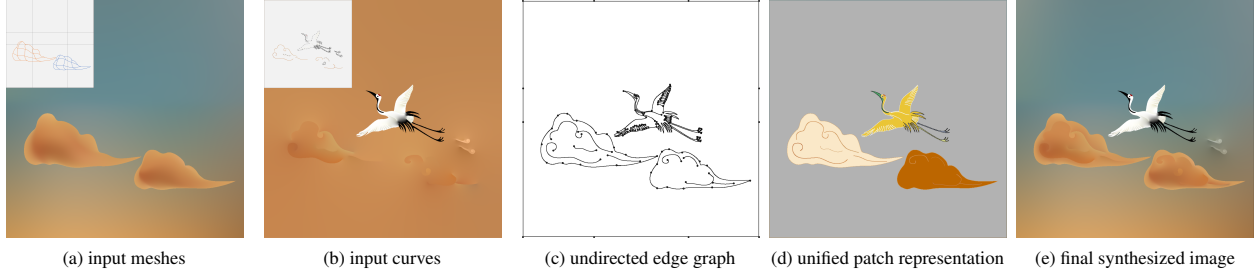 (a) input meshes
(b) input curves
(c) undirected edge graph
(d) unified patch representation
(e) final synthesized image